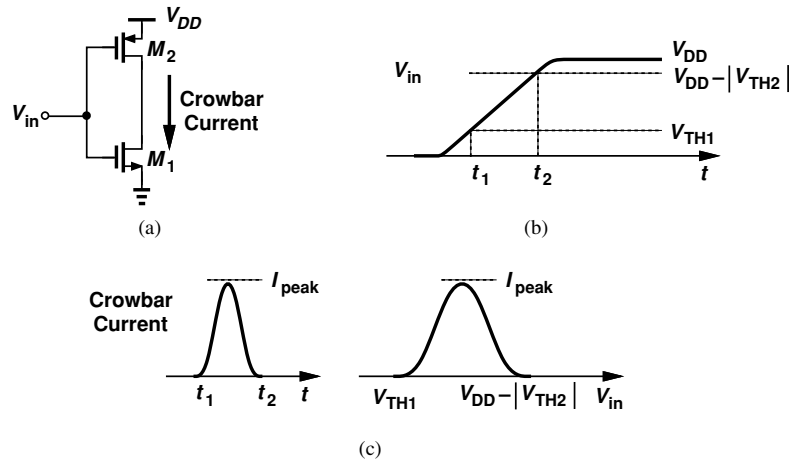 V_DD
M_2
V_in
Crowbar
Current
M_1
(a)
V_in
V_DD
V_DD − |V_TH2|
V_TH1
t_1
t_2
t
(b)
Crowbar
Current
I_peak
t_1
t_2
t
I_peak
V_TH1
V_DD − |V_TH2|
V_in
(c)